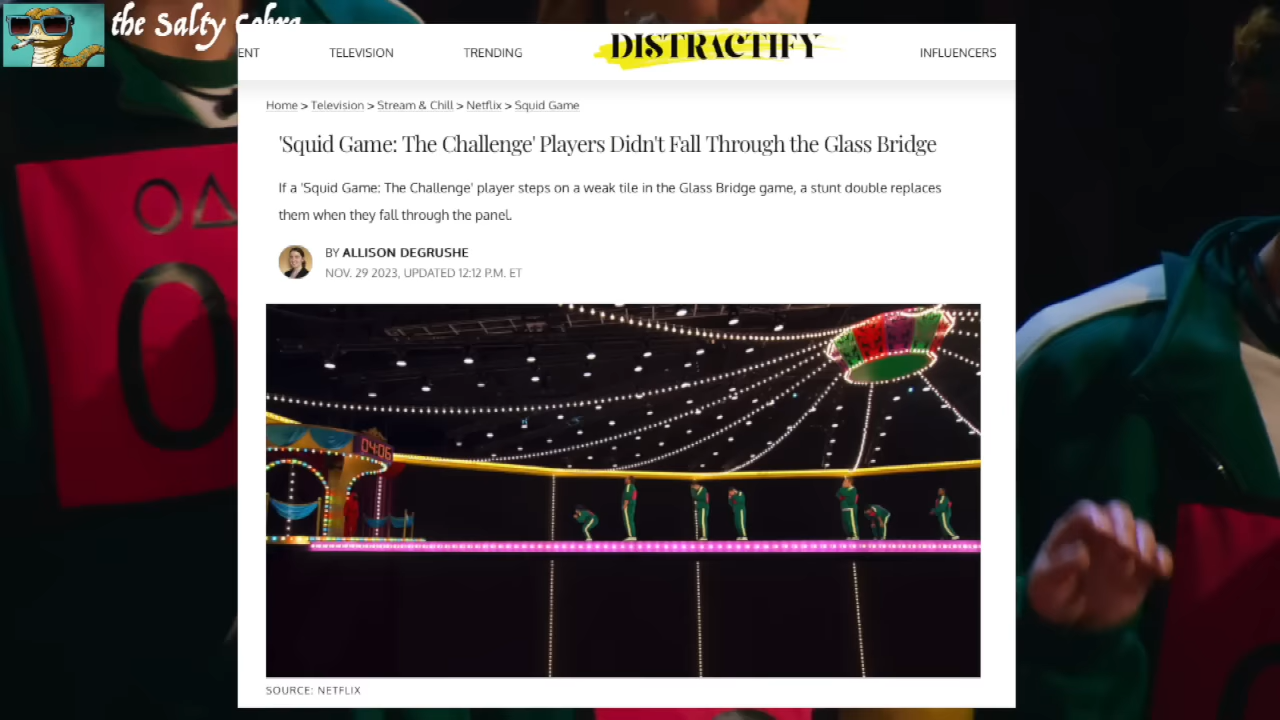 the Salty Cobra
ENT TELEVISION TRENDING DISTRACTIFY INFLUENCERS
Home > Television > Stream & Chill > Netflix > Squid Game
'Squid Game: The Challenge' Players Didn't Fall Through the Glass Bridge
If a 'Squid Game: The Challenge' player steps on a weak tile in the Glass Bridge game, a stunt double replaces
them when they fall through the panel.
BY ALLISON DEGRUSHE
NOV. 29 2023, UPDATED 12:12 P.M. ET
04:06
SOURCE: NETFLIX
0